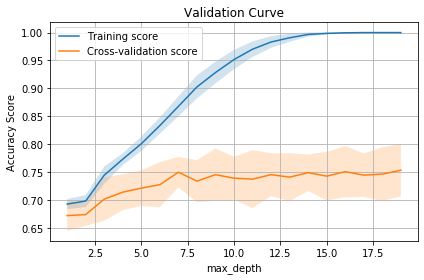 Validation Curve
Training score
Cross-validation score
Accuracy Score
1.00
0.95
0.90
0.85
0.80
0.75
0.70
0.65
2.5 5.0 7.5 10.0 12.5 15.0 17.5
max_depth